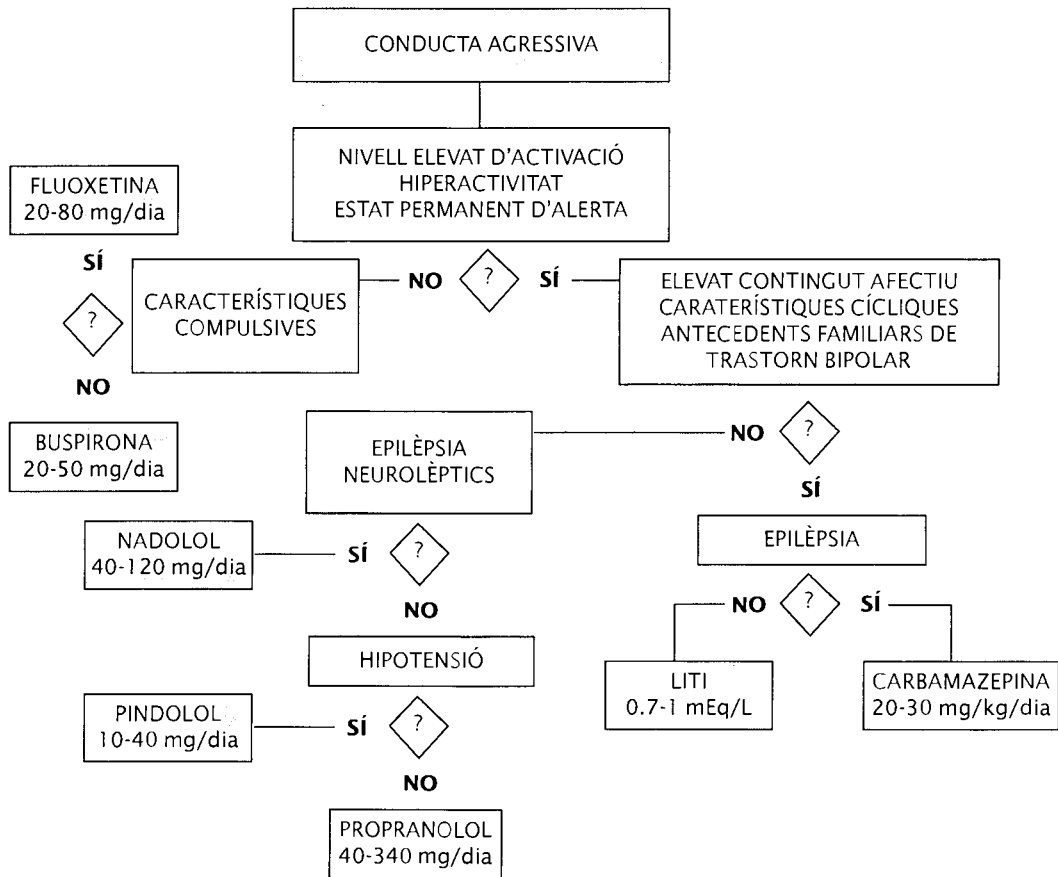 CONDUCTA AGRESSIVA
NIVELL ELEVAT D'ACTIVACIÓ
HIPERACTIVITAT
ESTAT PERMANENT D'ALERTA
FLUOXETINA
20-80 mg/dia
SÍ
?
NO
BUSPIRONA
20-50 mg/dia
CARACTERÍSTIQUES
COMPULSIVES
NO
?
SÍ
ELEVAT CONTINGUT AFECTIU
CARATERÍSTIQUES CÍCLIQUES
ANTECEDENTS FAMILIARS DE
TRASTORN BIPOLAR
NO
?
SÍ
EPILÈPSIA
NEUROLÈPTICS
NADOLOL
40-120 mg/dia
SÍ
?
NO
EPILÈPSIA
NO
?
SÍ
HIPOTENSIÓ
LITI
0.7-1 mEq/L
CARBAMAZEPINA
20-30 mg/kg/dia
PINDOLOL
10-40 mg/dia
SÍ
?
NO
PROPRANOLOL
40-340 mg/dia